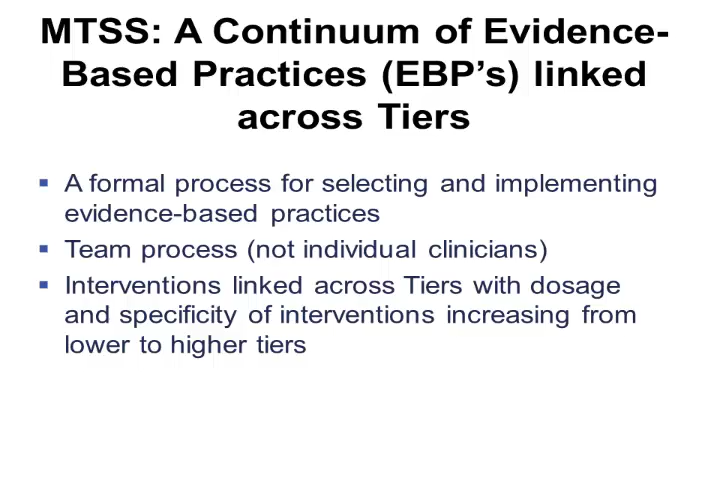 MTSS: A Continuum of Evidence-
Based Practices (EBP’s) linked
across Tiers
▪ A formal process for selecting and implementing
evidence-based practices
▪ Team process (not individual clinicians)
▪ Interventions linked across Tiers with dosage
and specificity of interventions increasing from
lower to higher tiers